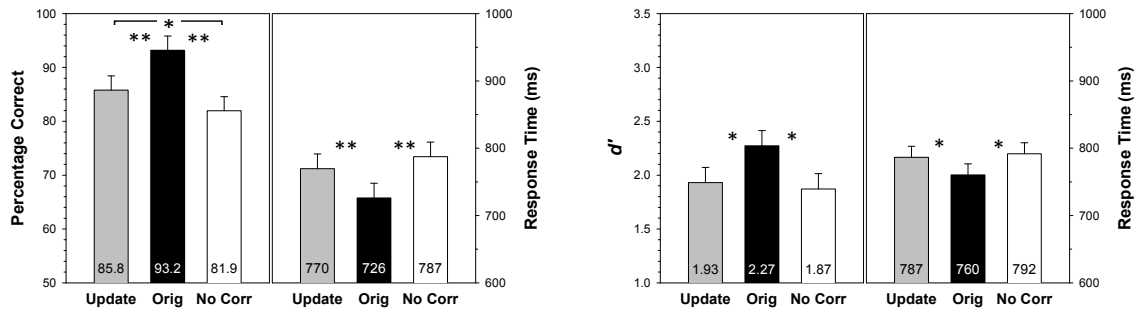 Percentage Correct
100
90
80
70
60
50
*
** **
85.8 93.2 81.9
Update Orig No Corr
** **
770 726 787
Update Orig No Corr
1000
900
800
700
600
Response Time (ms)
d'
3.5
3.0
2.5
2.0
1.5
1.0
* *
1.93 2.27 1.87
Update Orig No Corr
* *
787 760 792
Update Orig No Corr
1000
900
800
700
600
Response Time (ms)